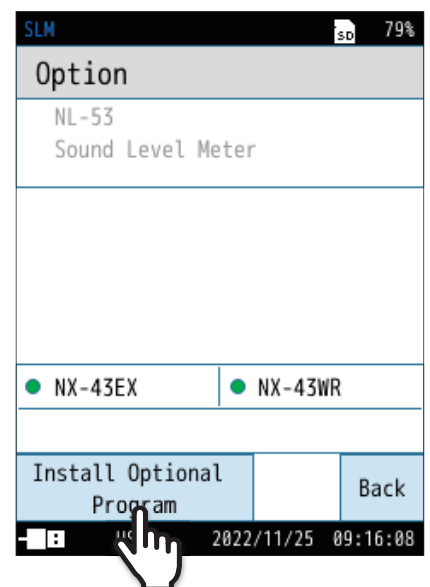 SLM SD 79%
Option
NL-53
Sound Level Meter
NX-43EX NX-43WR
Install Optional
Program
Back
2022/11/25 09:16:08